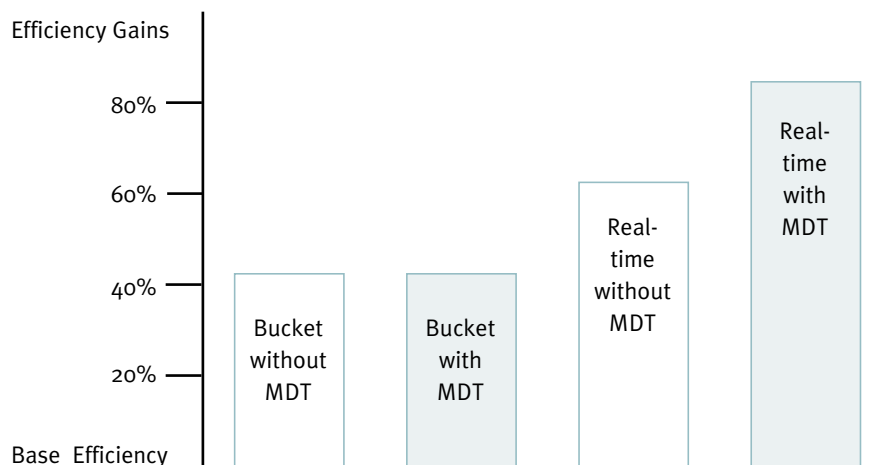 Efficiency Gains
80%
60%
40%
20%
Base Efficiency
Bucket
without
MDT
Bucket
with
MDT
Real-
time
without
MDT
Real-
time
with
MDT